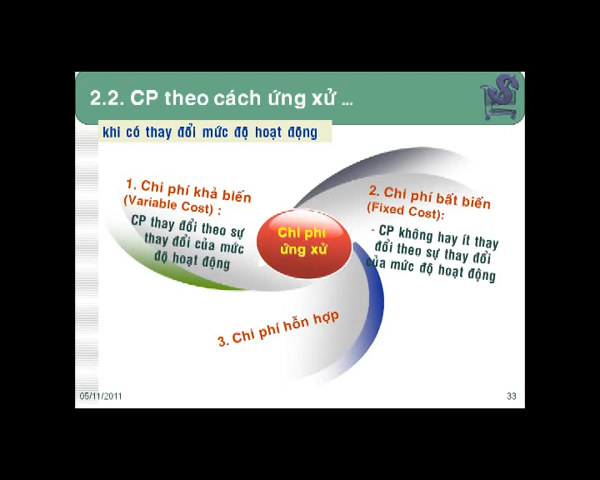 2.2. CP theo cách ứng xử ...
khi có thay đổi mức độ hoạt động
1. Chi phí khả biến
(Variable Cost) :
CP thay đổi theo sự
thay đổi của mức
độ hoạt động
Chi phí
ứng xử
2. Chi phí bất biến
(Fixed Cost):
- CP không hay ít thay
đổi theo sự thay đổi
của mức độ hoạt động
3. Chi phí hỗn hợp
05/11/2011
33